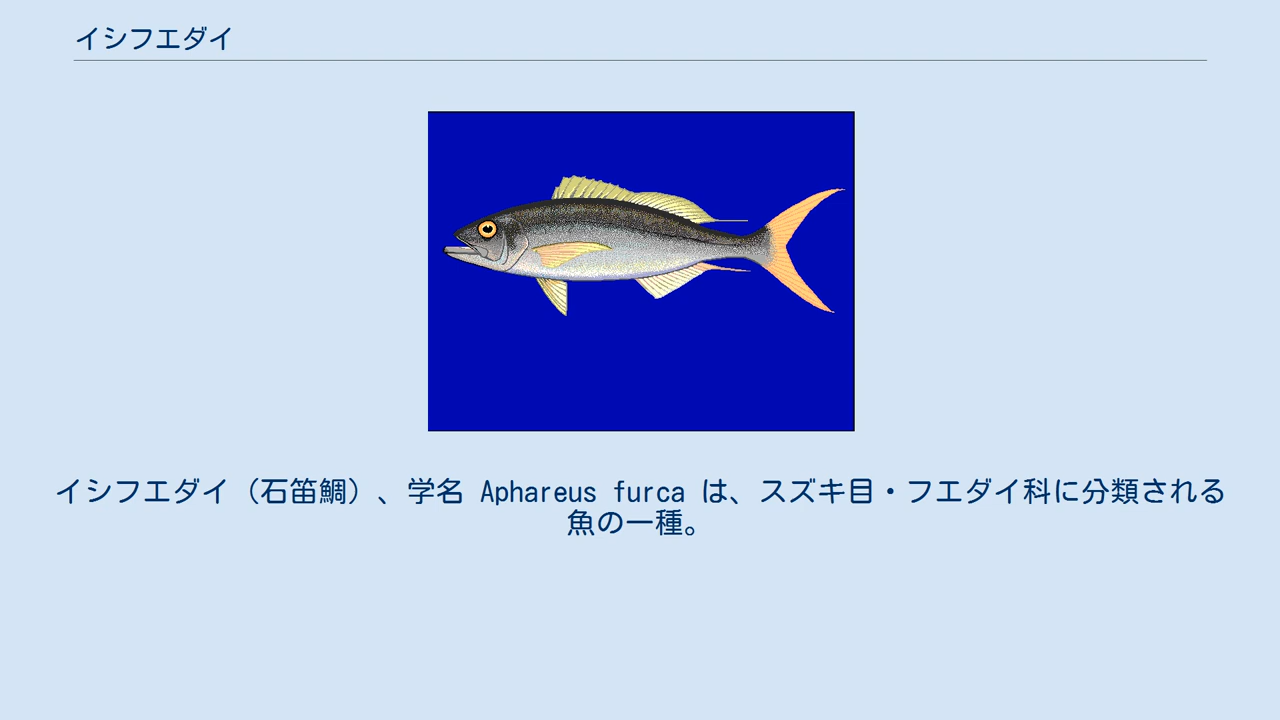 イシフエダイ
イシフエダイ（石笛鯛）、学名 Aphareus furca は、スズキ目・フエダイ科に分類される
魚の一種。